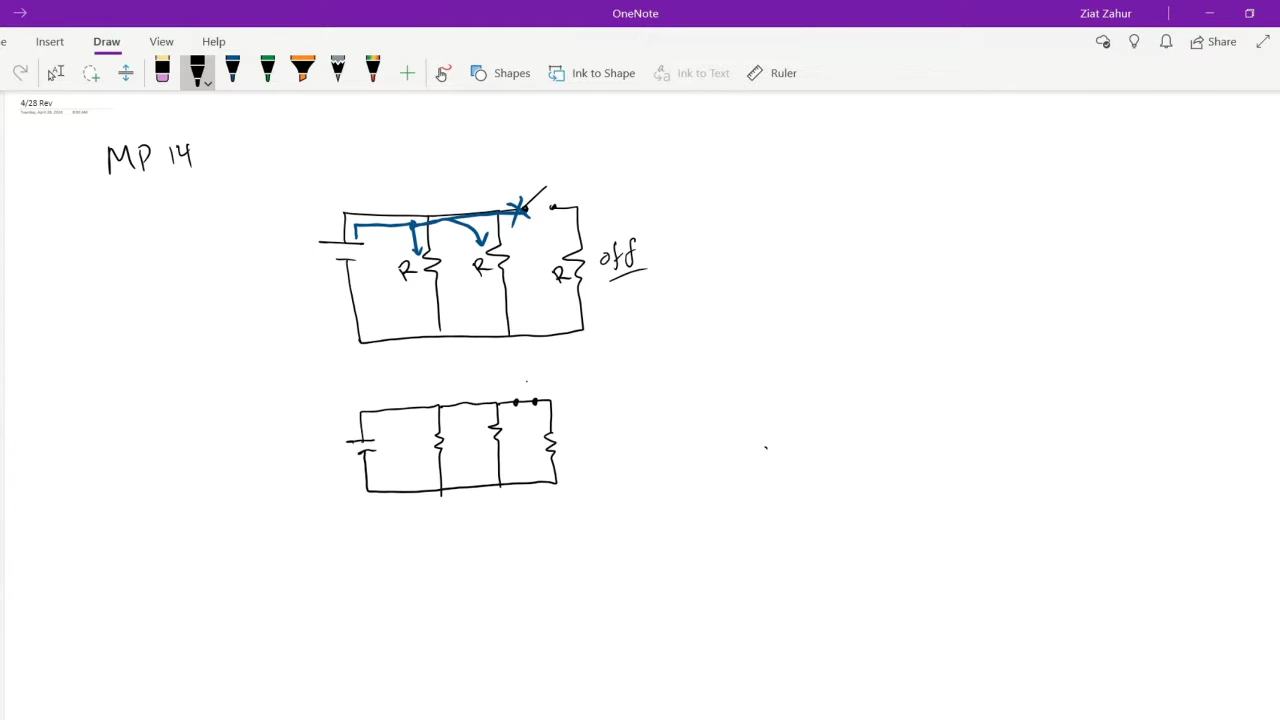 OneNote
Ziat Zahur
Insert Draw View Help
Share
Shapes Ink to Shape Ink to Text Ruler
4/28 Rev
MP 14
R R R off